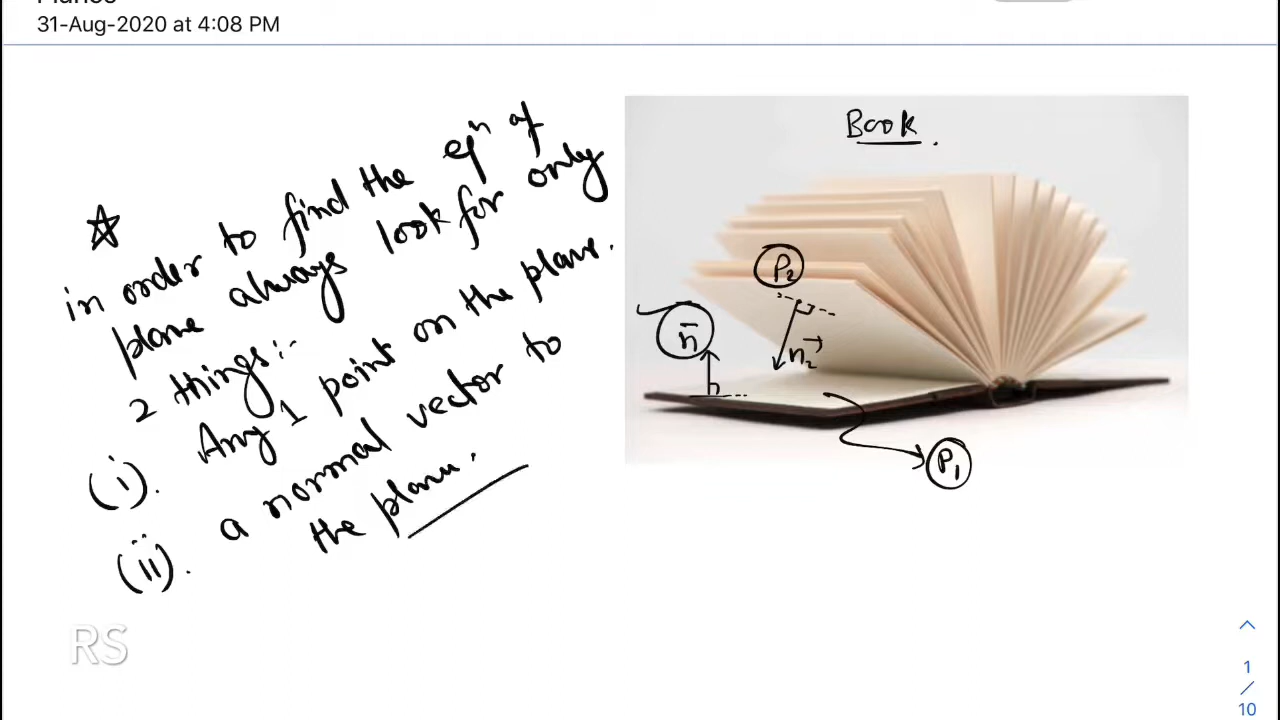 31-Aug-2020 at 4:08 PM
☆
in order to find the eqⁿ of
plane always look for only
2 things:-
(i). Any 1 point on the plane.
(ii). a normal vector to
the plane.
Book.
P₂
n̄
n₂→
P₁
RS
1
/
10